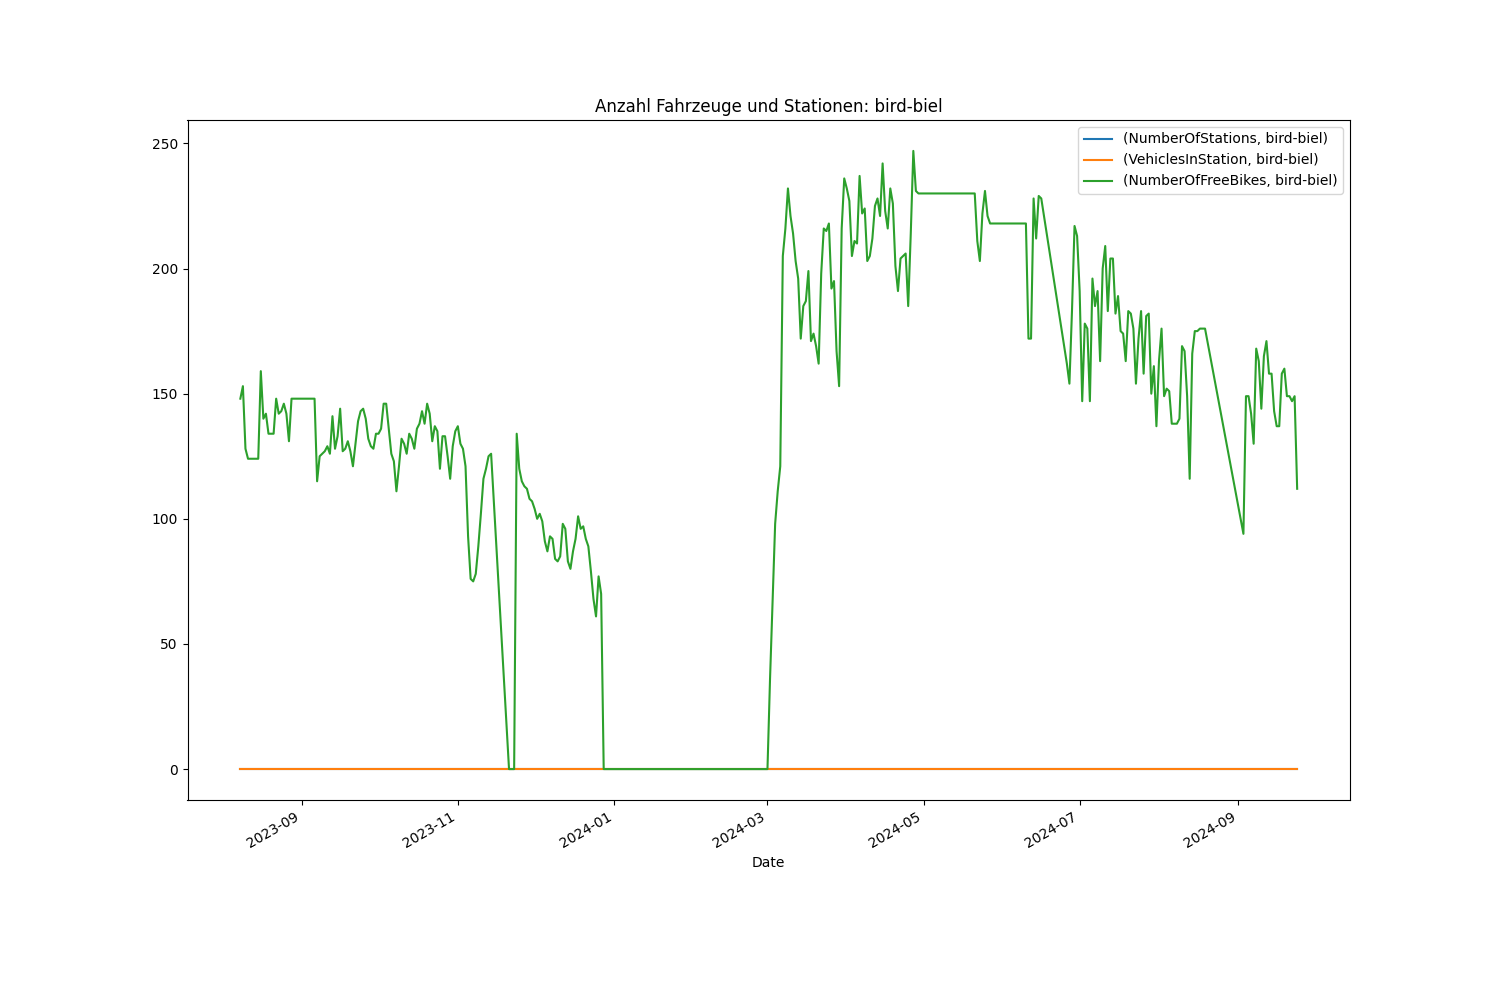 Anzahl Fahrzeuge und Stationen: bird-biel
(NumberOfStations, bird-biel)
(VehiclesInStation, bird-biel)
(NumberOfFreeBikes, bird-biel)
250
200
150
100
50
0
2023-09
2023-11
2024-01
2024-03
2024-05
2024-07
2024-09
Date